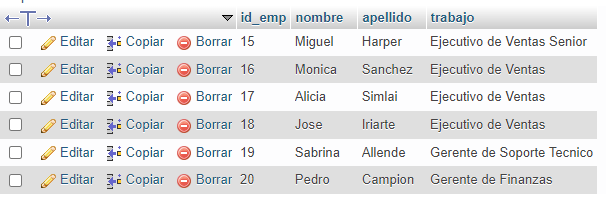 id_emp nombre apellido trabajo
Editar Copiar Borrar 15 Miguel Harper Ejecutivo de Ventas Senior
Editar Copiar Borrar 16 Monica Sanchez Ejecutivo de Ventas
Editar Copiar Borrar 17 Alicia Simlai Ejecutivo de Ventas
Editar Copiar Borrar 18 Jose Iriarte Ejecutivo de Ventas
Editar Copiar Borrar 19 Sabrina Allende Gerente de Soporte Tecnico
Editar Copiar Borrar 20 Pedro Campion Gerente de Finanzas